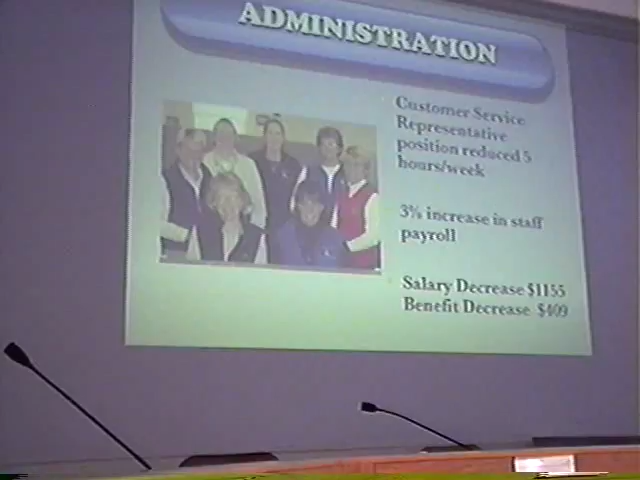 ADMINISTRATION
Customer Service
Representative
position reduced 5
hours/week
3% increase in staff
payroll
Salary Decrease $1155
Benefit Decrease $409